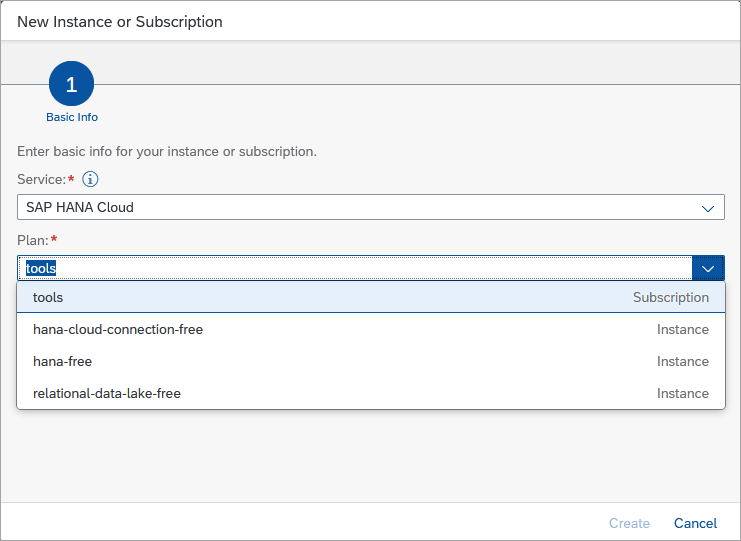 New Instance or Subscription
1
Basic Info
Enter basic info for your instance or subscription.
Service:* i
SAP HANA Cloud
Plan:*
tools
tools Subscription
hana-cloud-connection-free Instance
hana-free Instance
relational-data-lake-free Instance
Create Cancel